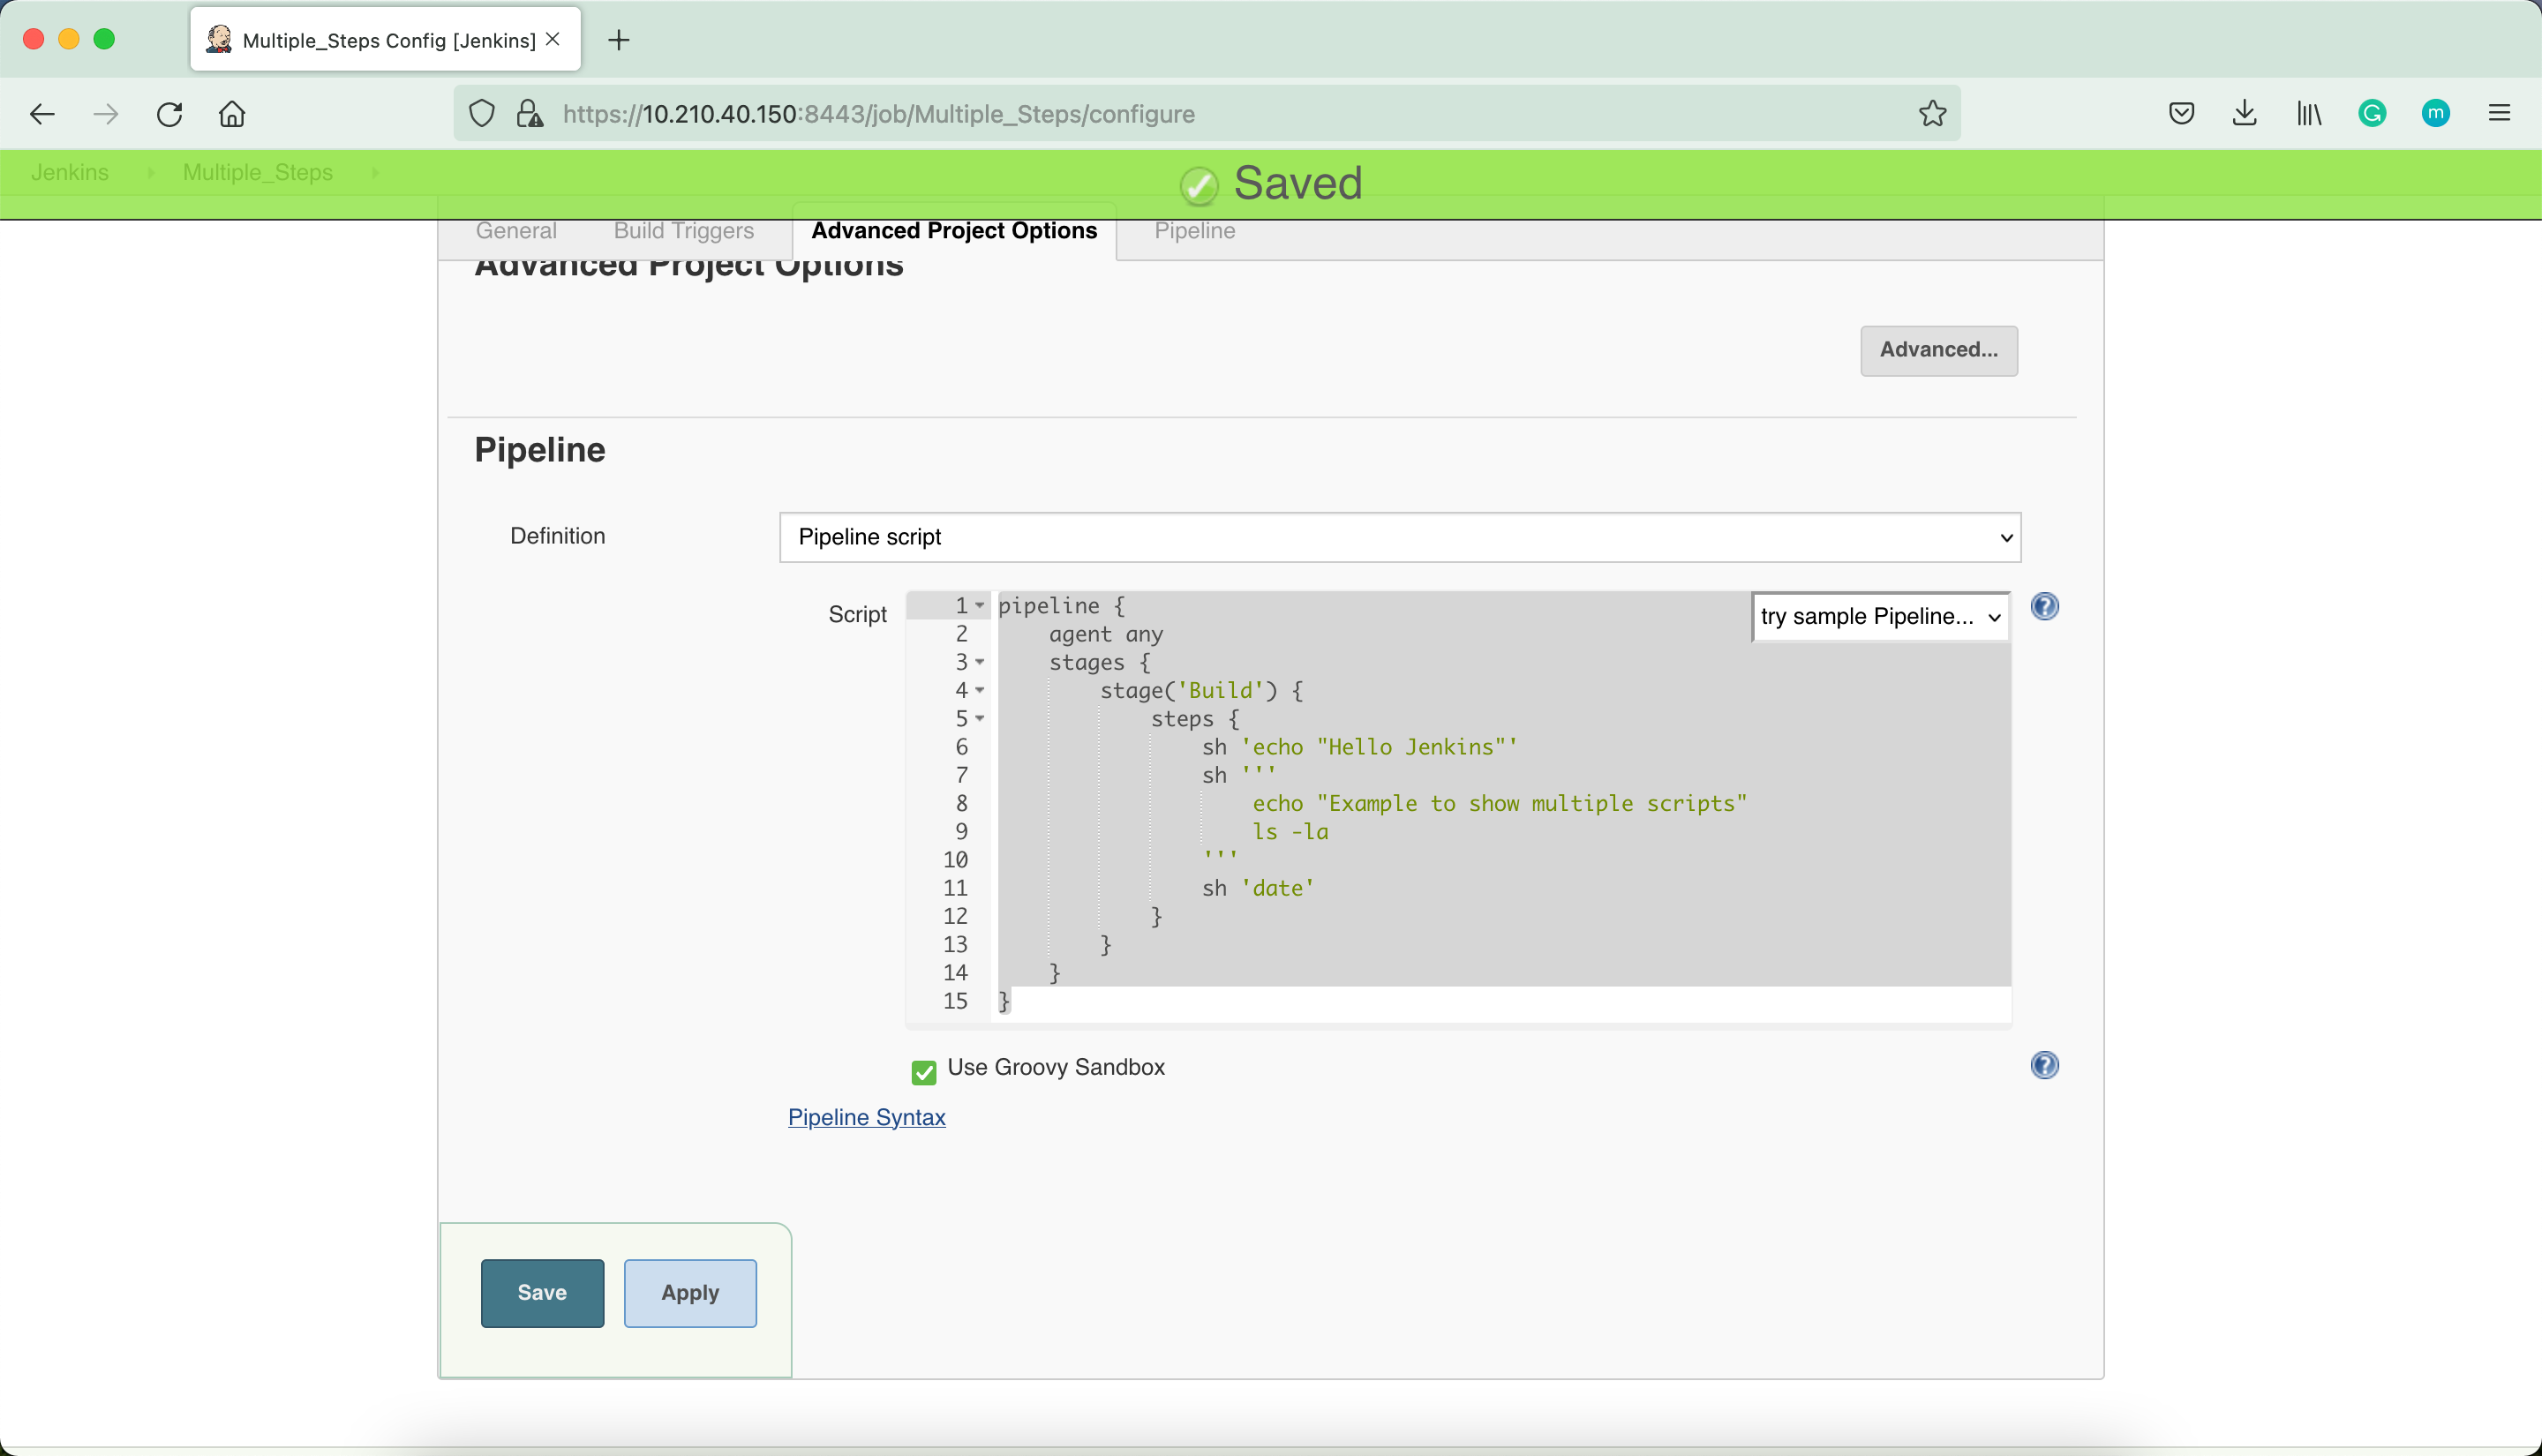 Multiple_Steps Config [Jenkins]
https://10.210.40.150:8443/job/Multiple_Steps/configure
m
Jenkins Multiple_Steps
Saved
General Build Triggers Advanced Project Options Pipeline
Advanced Project Options
Advanced...
Pipeline
Definition Pipeline script
Script try sample Pipeline...
1 pipeline {
2     agent any
3     stages {
4         stage('Build') {
5             steps {
6                 sh 'echo "Hello Jenkins"'
7                 sh '''
8                     echo "Example to show multiple scripts"
9                     ls -la
10                 '''
11                 sh 'date'
12             }
13         }
14     }
15 }
Use Groovy Sandbox
Pipeline Syntax
Save Apply